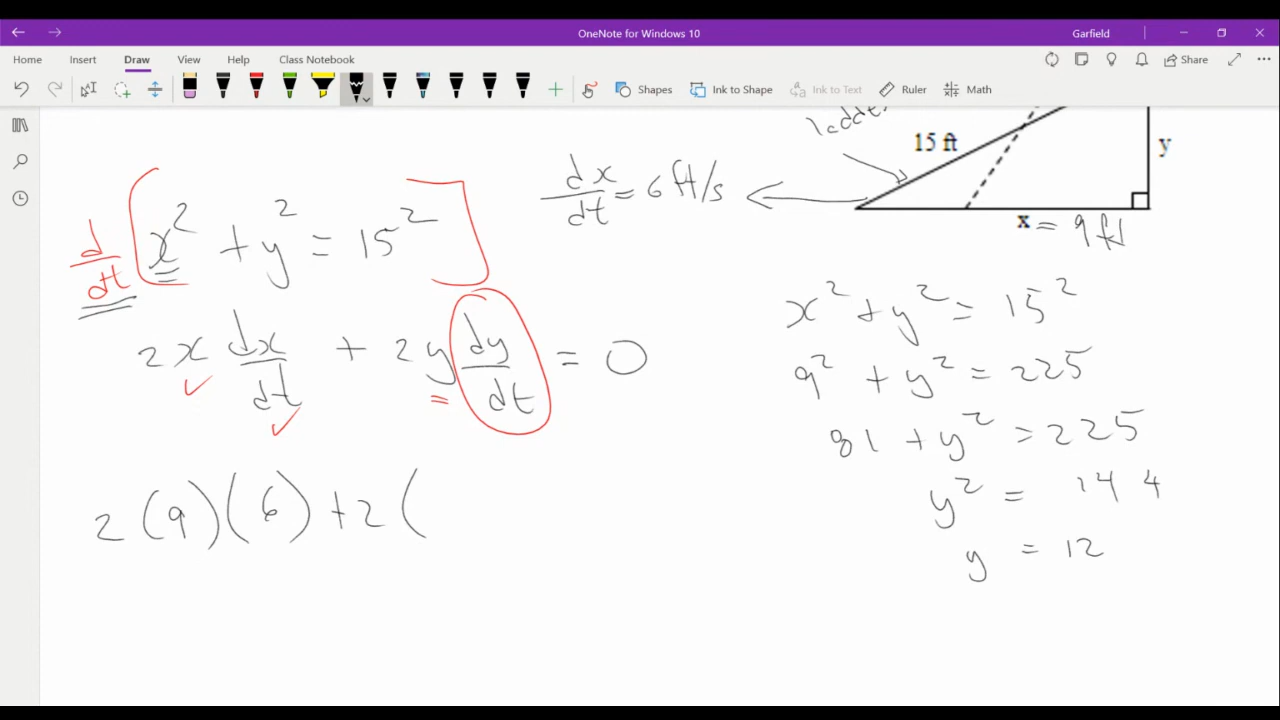 OneNote for Windows 10
Garfield
Home Insert Draw View Help Class Notebook
Share
Shapes Ink to Shape Ink to Text Ruler Math
15 ft
y
x = 9 ft
dx/dt = 6 ft/s
d/dt [x² + y² = 15²]
2x dx/dt + 2y dy/dt = 0
2(9)(6) + 2(
x² + y² = 15²
9² + y² = 225
81 + y² = 225
y² = 144
y = 12